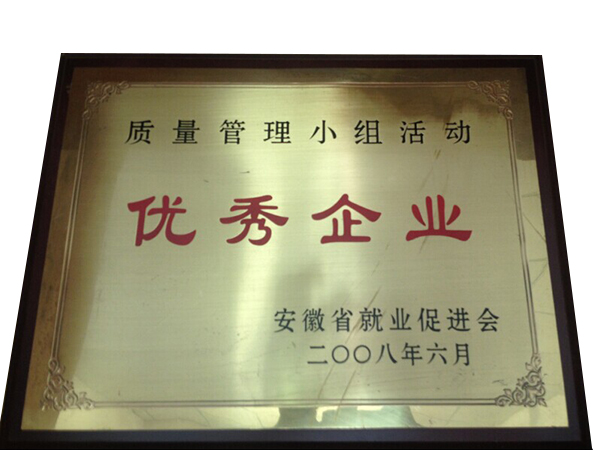 质量管理小组活动
优秀企业
安徽省就业促进会
二〇〇八年六月